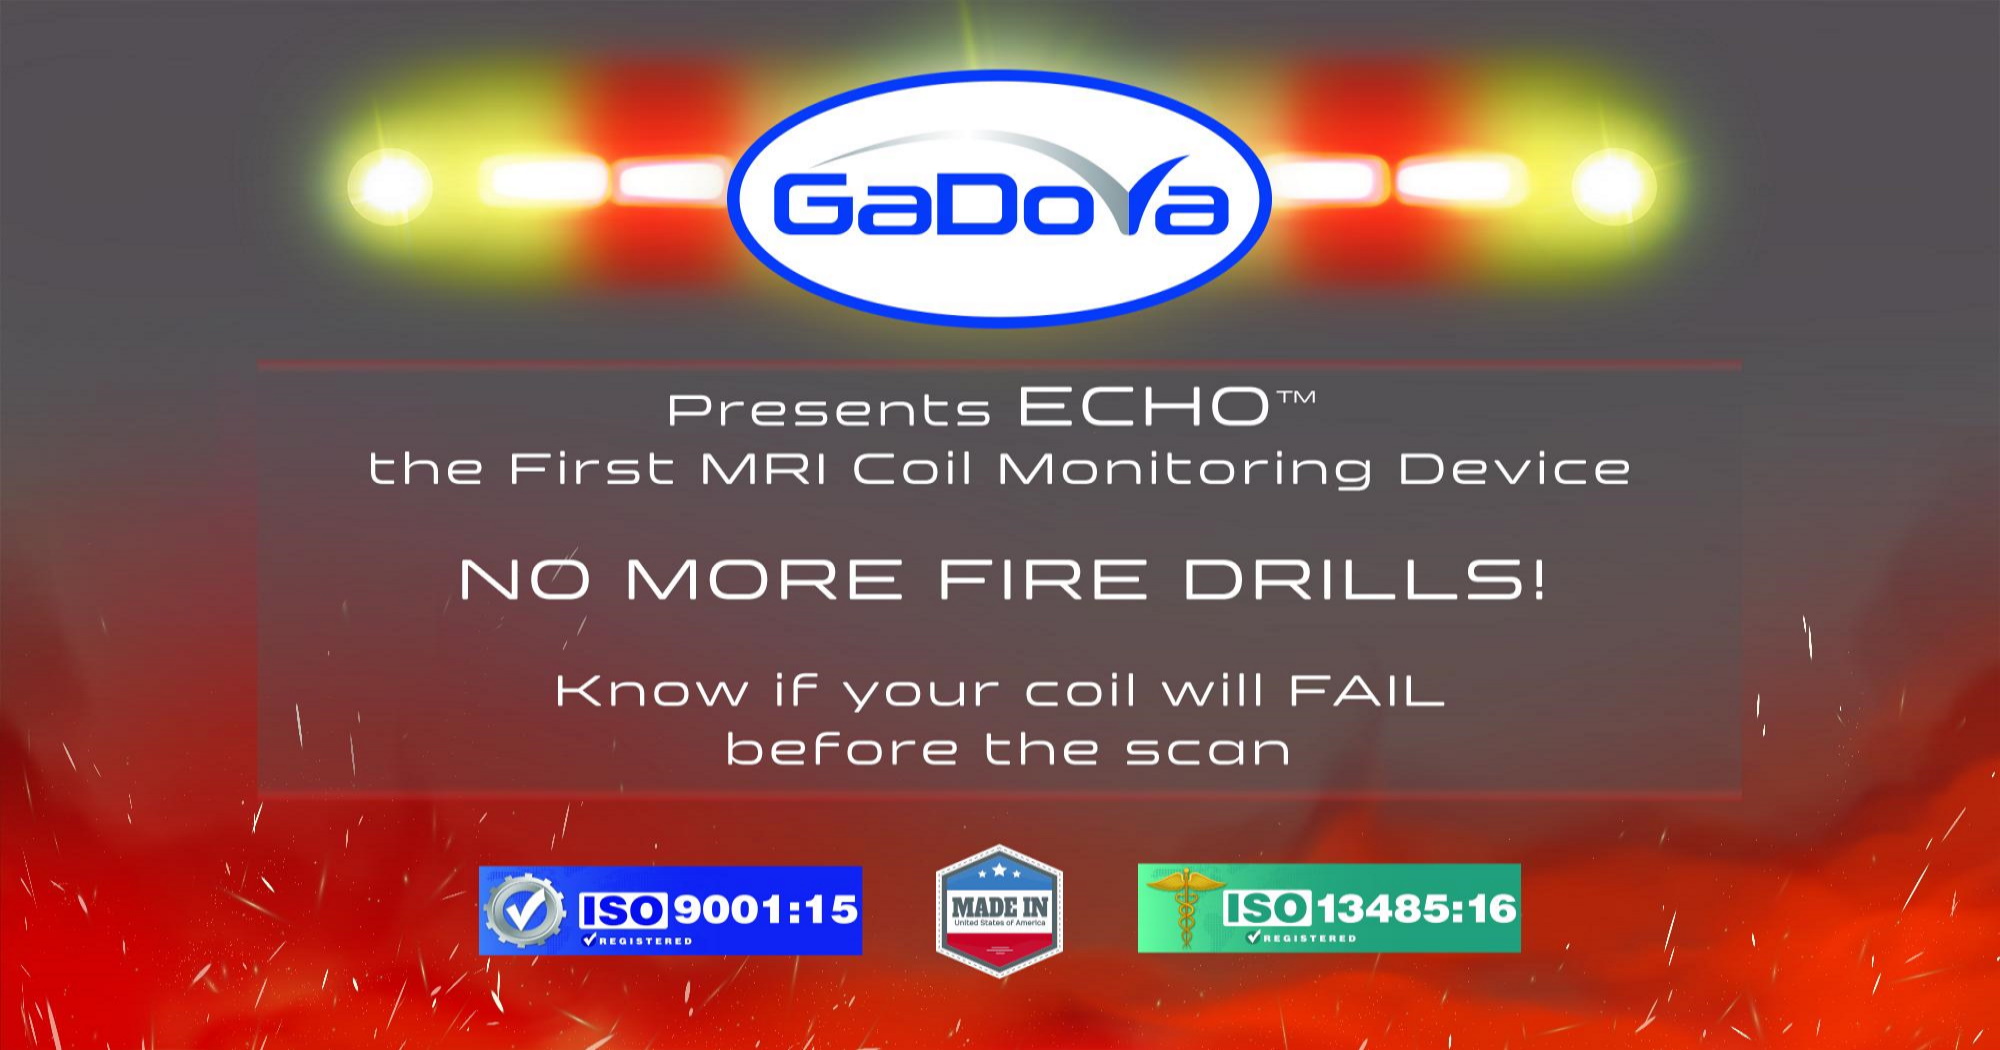 GaDoVa
Presents ECHO™
the First MRI Coil Monitoring Device
NO MORE FIRE DRILLS!
Know if your coil will FAIL
before the scan
ISO 9001:15
REGISTERED
MADE IN
United States of America
ISO 13485:16
REGISTERED